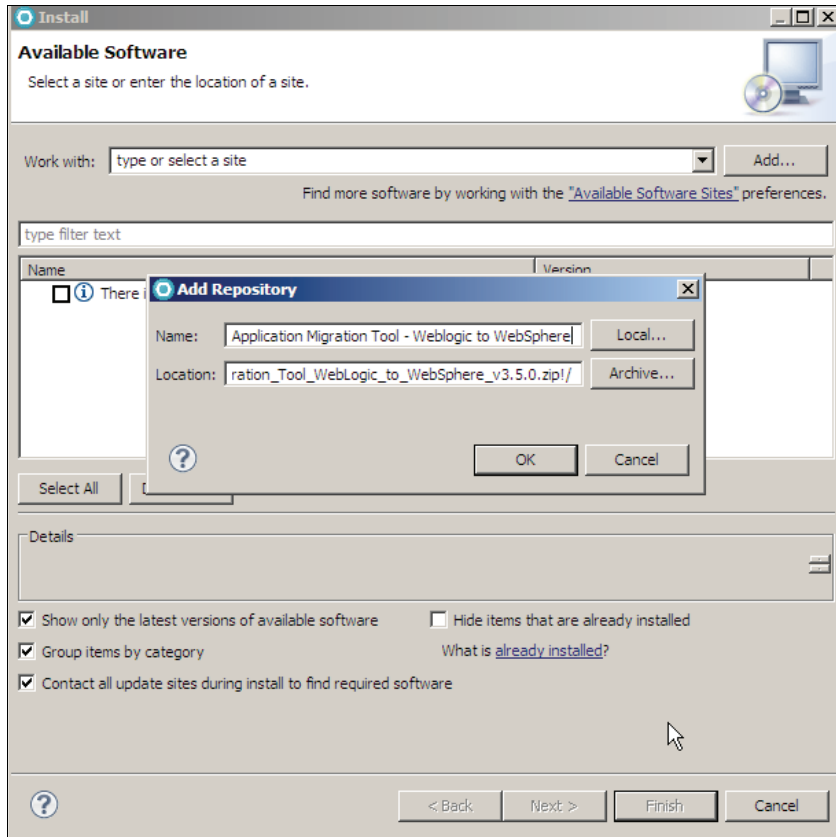 Install
Available Software
Select a site or enter the location of a site.
Work with: type or select a site Add...
Find more software by working with the "Available Software Sites" preferences.
type filter text
Name Version
There i
Add Repository
Name: Application Migration Tool - Weblogic to WebSphere Local...
Location: ration_Tool_WebLogic_to_WebSphere_v3.5.0.zip!/ Archive...
? OK Cancel
Select All
Details
Show only the latest versions of available software Hide items that are already installed
Group items by category What is already installed?
Contact all update sites during install to find required software
? < Back Next > Finish Cancel